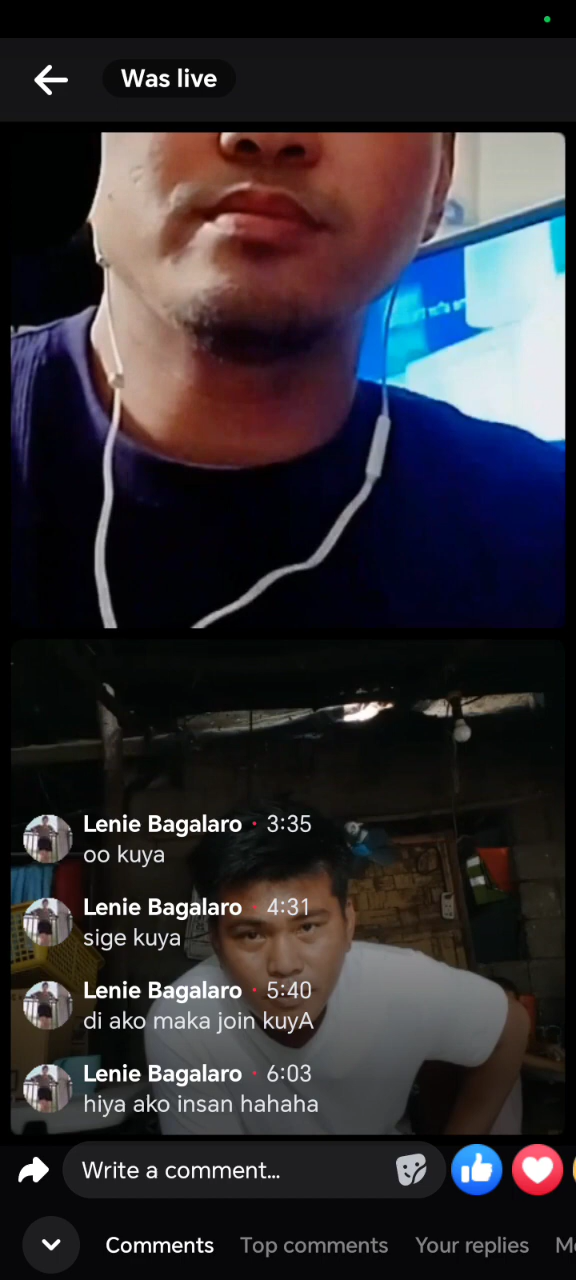 Was live
Lenie Bagalaro · 3:35
oo kuya
Lenie Bagalaro · 4:31
sige kuya
Lenie Bagalaro · 5:40
di ako maka join kuyA
Lenie Bagalaro · 6:03
hiya ako insan hahaha
Write a comment...
Comments Top comments Your replies